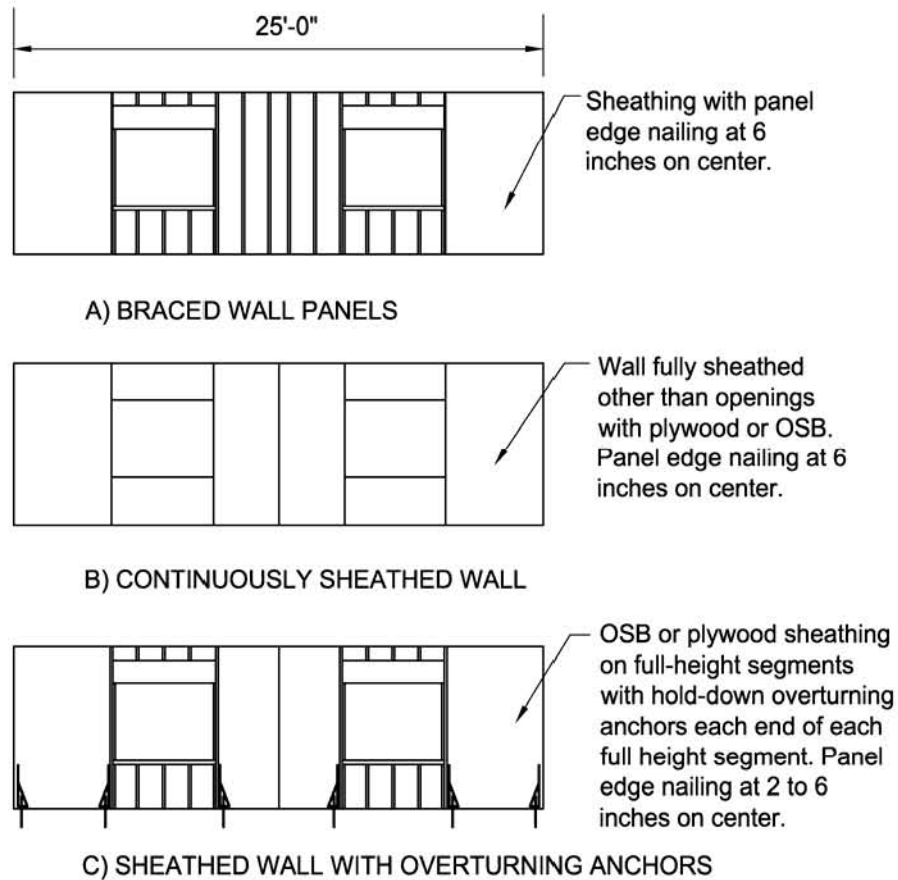 25'-0"
Sheathing with panel
edge nailing at 6
inches on center.
A) BRACED WALL PANELS
Wall fully sheathed
other than openings
with plywood or OSB.
Panel edge nailing at 6
inches on center.
B) CONTINUOUSLY SHEATHED WALL
OSB or plywood sheathing
on full-height segments
with hold-down overturning
anchors each end of each
full height segment. Panel
edge nailing at 2 to 6
inches on center.
C) SHEATHED WALL WITH OVERTURNING ANCHORS